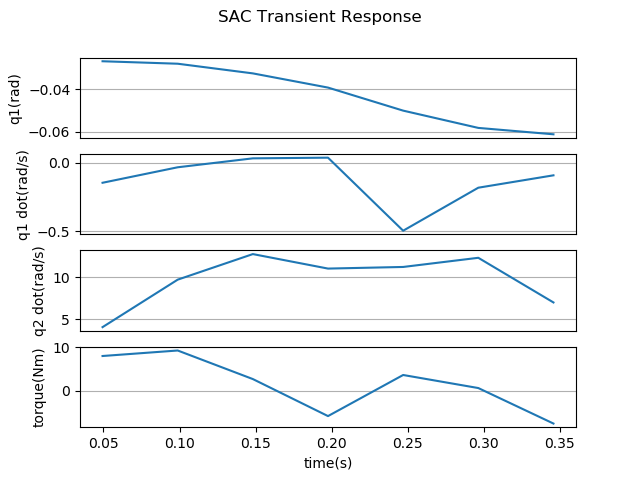 SAC Transient Response
q1(rad)
−0.04
−0.06
q1 dot(rad/s)
0.0
−0.5
q2 dot(rad/s)
10
5
torque(Nm)
10
0
0.05 0.10 0.15 0.20 0.25 0.30 0.35
time(s)